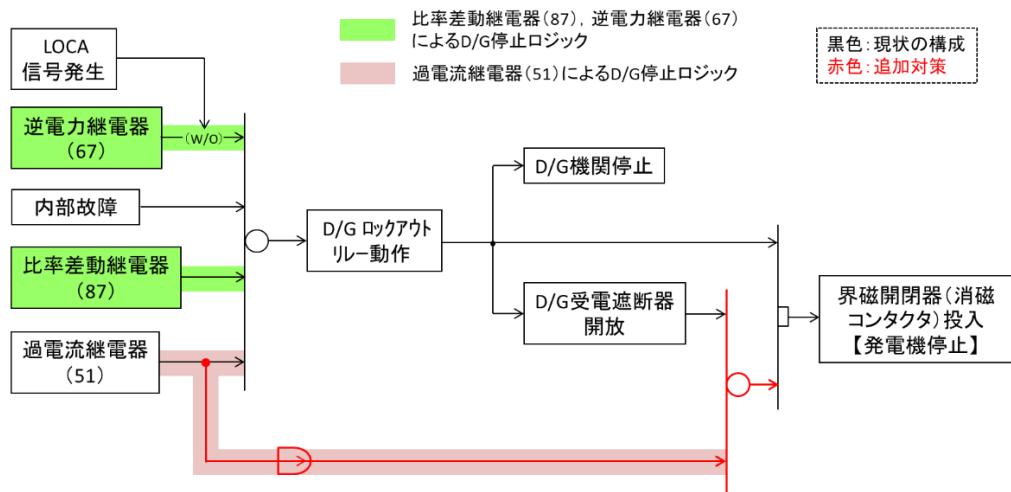 比率差動継電器(87)，逆電力継電器(67)
によるD/G停止ロジック
過電流継電器(51)によるD/G停止ロジック
黒色：現状の構成
赤色：追加対策
LOCA
信号発生
逆電力継電器
(67)
(W/O)
内部故障
比率差動継電器
(87)
過電流継電器
(51)
D/G ロックアウト
リレー動作
D/G機関停止
D/G受電遮断器
開放
界磁開閉器（消磁
コンタクタ）投入
【発電機停止】